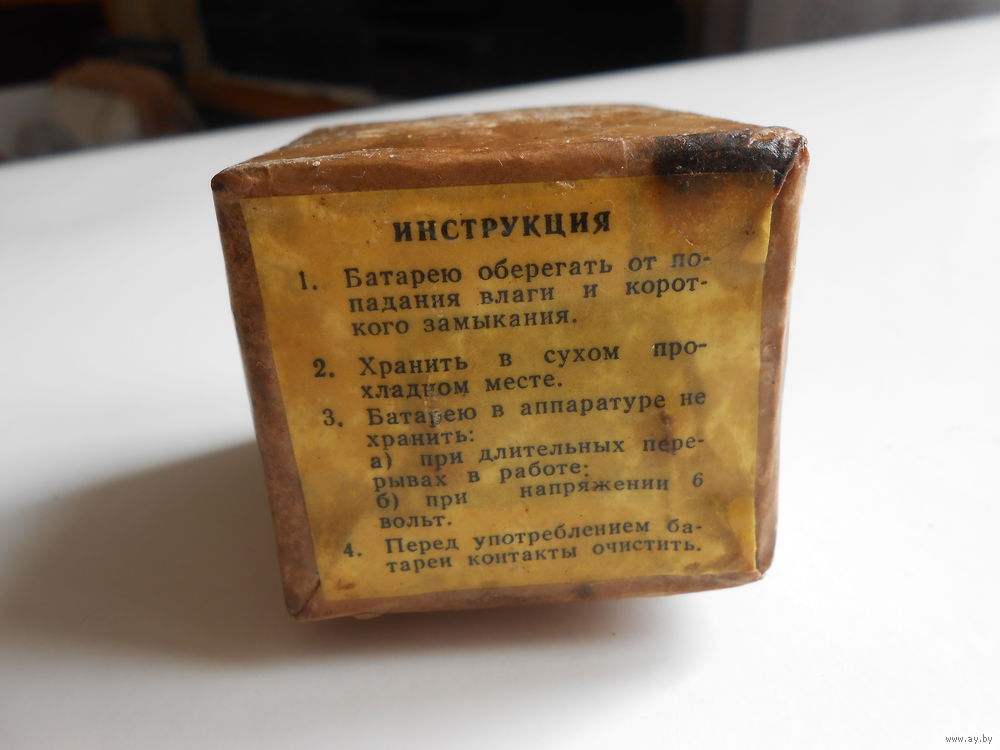 ИНСТРУКЦИЯ
1. Батарею оберегать от по-
падания влаги и корот-
кого замыкания.
2. Хранить в сухом про-
хладном месте.
3. Батарею в аппаратуре не
хранить:
а) при длительных пере-
рывах в работе;
б) при напряжении 6
вольт.
4. Перед употреблением ба-
тареи контакты очистить.
www.ay.by